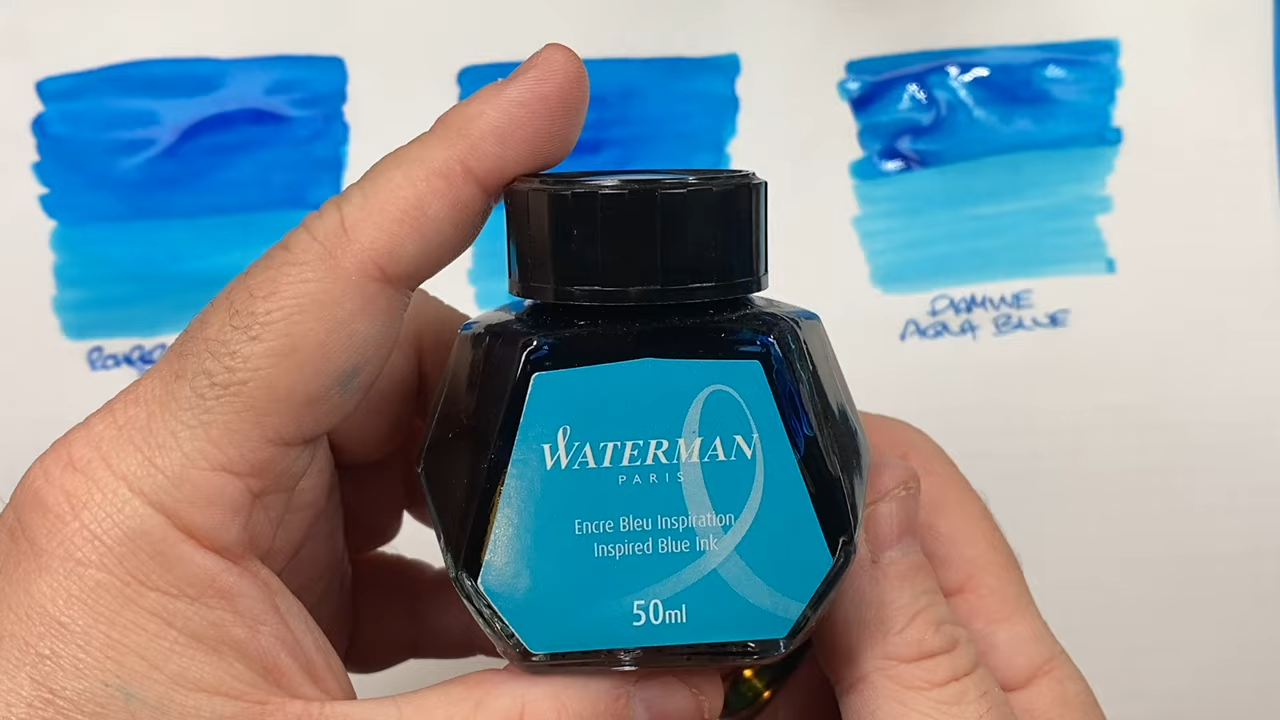 DIAMINE
AQUA BLUE
WATERMAN
PARIS
Encre Bleu Inspiration
Inspired Blue Ink
50ml